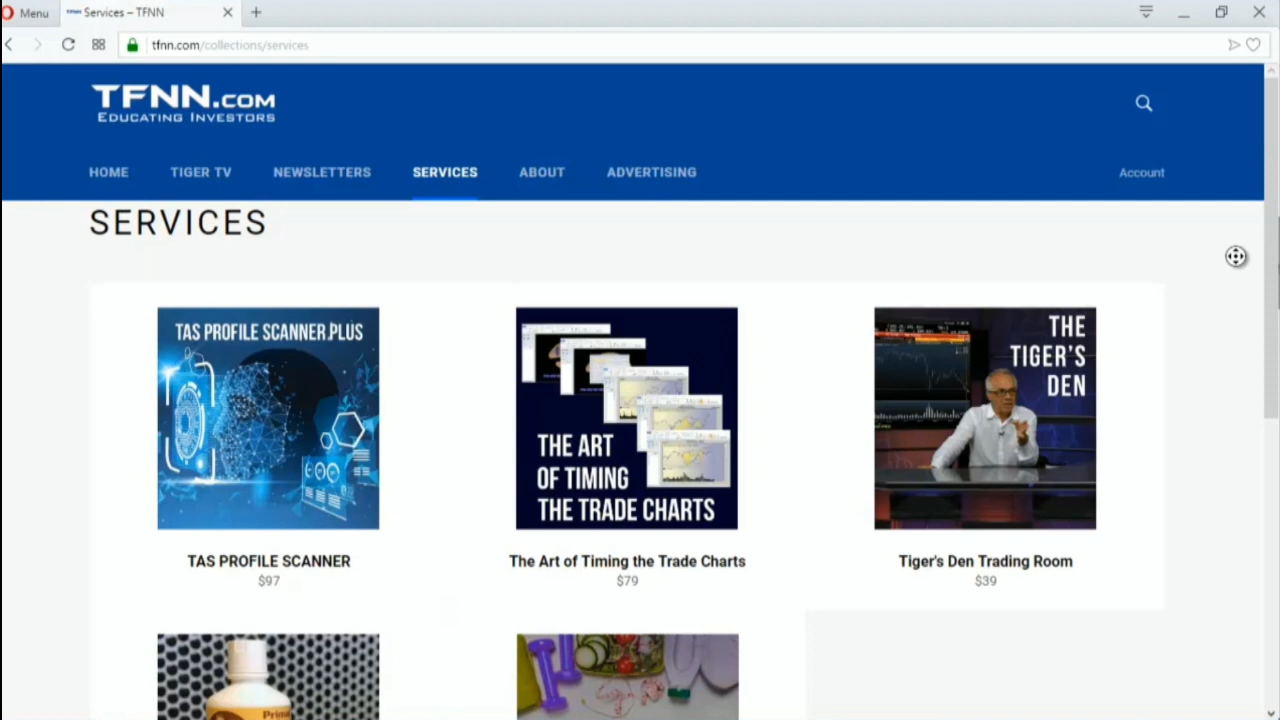 Menu
Services – TFNN
tfnn.com/collections/services
TFNN.COM
EDUCATING INVESTORS
HOME
TIGER TV
NEWSLETTERS
SERVICES
ABOUT
ADVERTISING
Account
SERVICES
TAS PROFILE SCANNER PLUS
THE ART
OF TIMING
THE TRADE CHARTS
THE
TIGER'S
DEN
TAS PROFILE SCANNER
$97
The Art of Timing the Trade Charts
$79
Tiger's Den Trading Room
$39